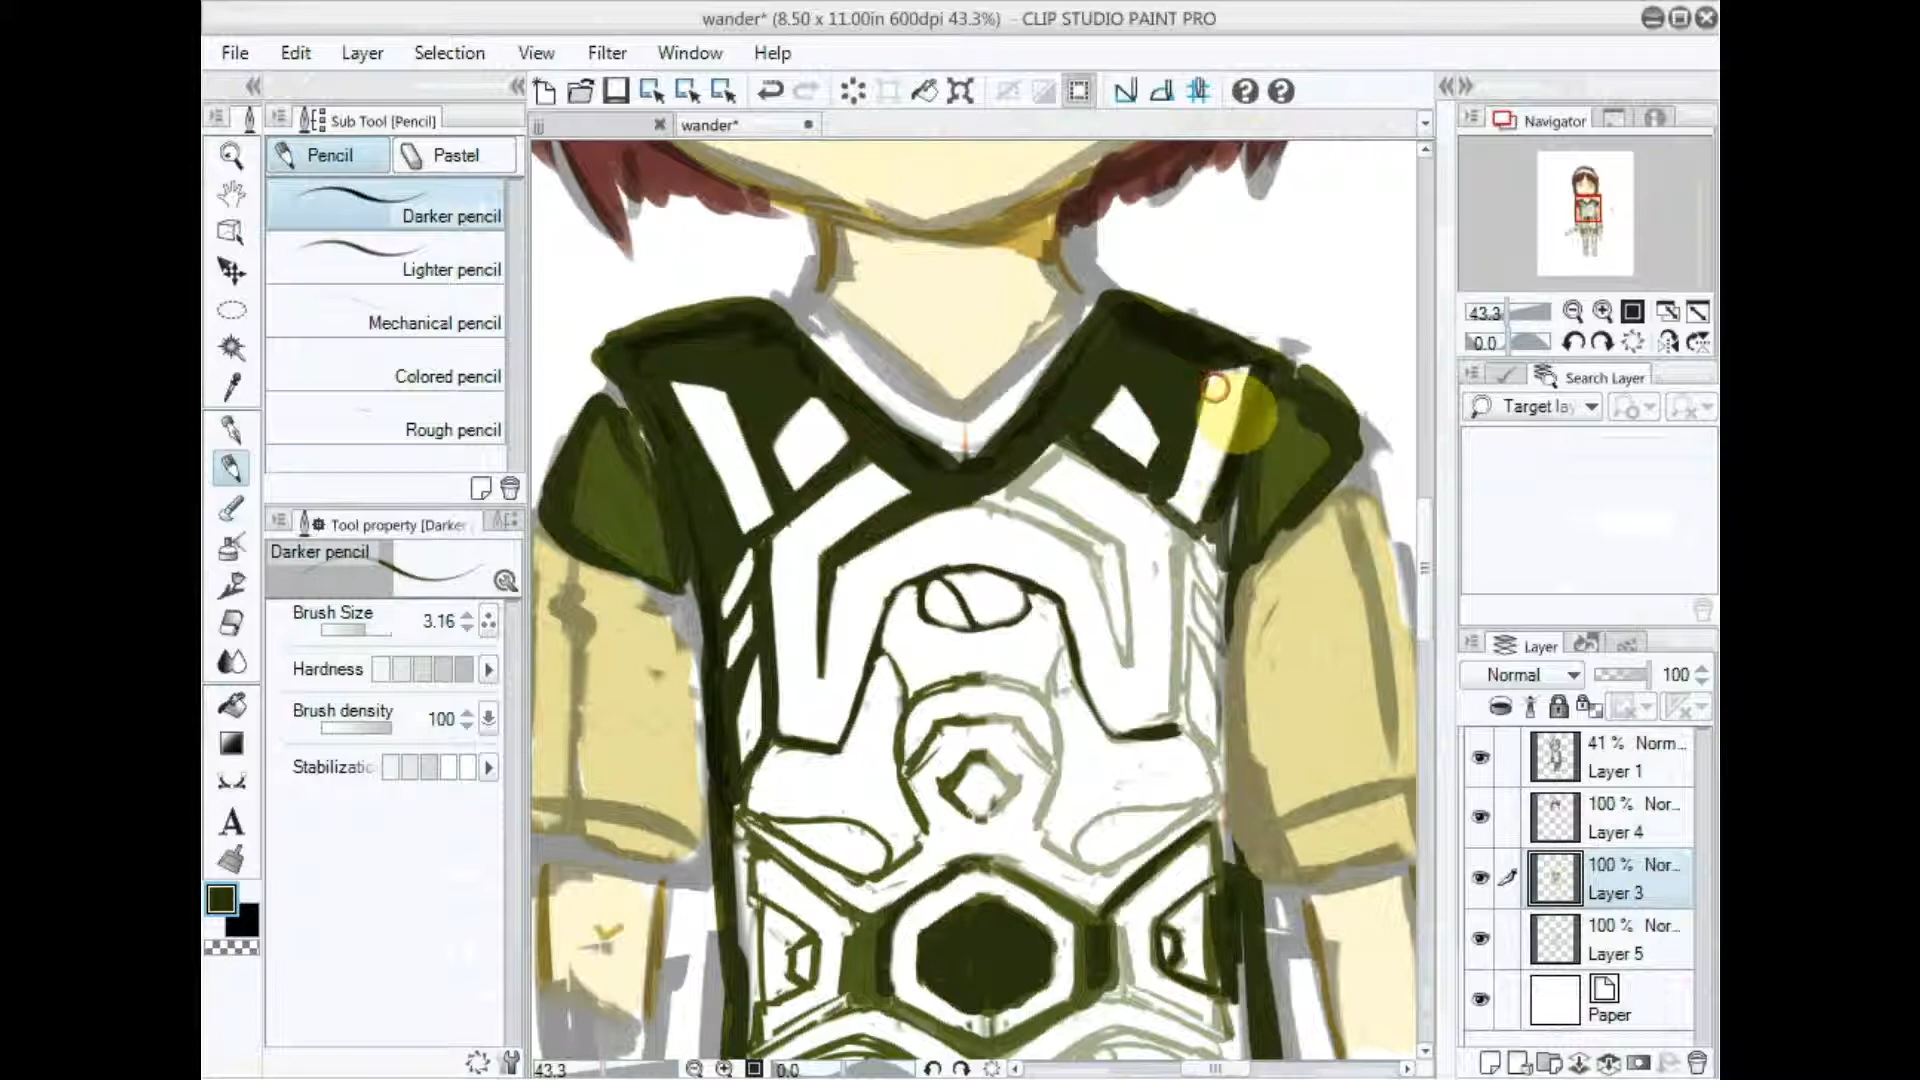 wander* (8.50 x 11.00in 600dpi 43.3%) - CLIP STUDIO PAINT PRO
File Edit Layer Selection View Filter Window Help
Sub Tool [Pencil]
wander*
Navigator
Pencil Pastel
Darker pencil
Lighter pencil
Mechanical pencil
Colored pencil
Rough pencil
43.3
0.0
Search Layer
Target lay
Tool property [Darker
Darker pencil
Brush Size 3.16
Hardness
Brush density 100
Stabilizatic
Layer
Normal 100
41 % Norm...
Layer 1
100 % Nor...
Layer 4
100 % Nor...
Layer 3
100 % Nor...
Layer 5
Paper
43.3 0.0